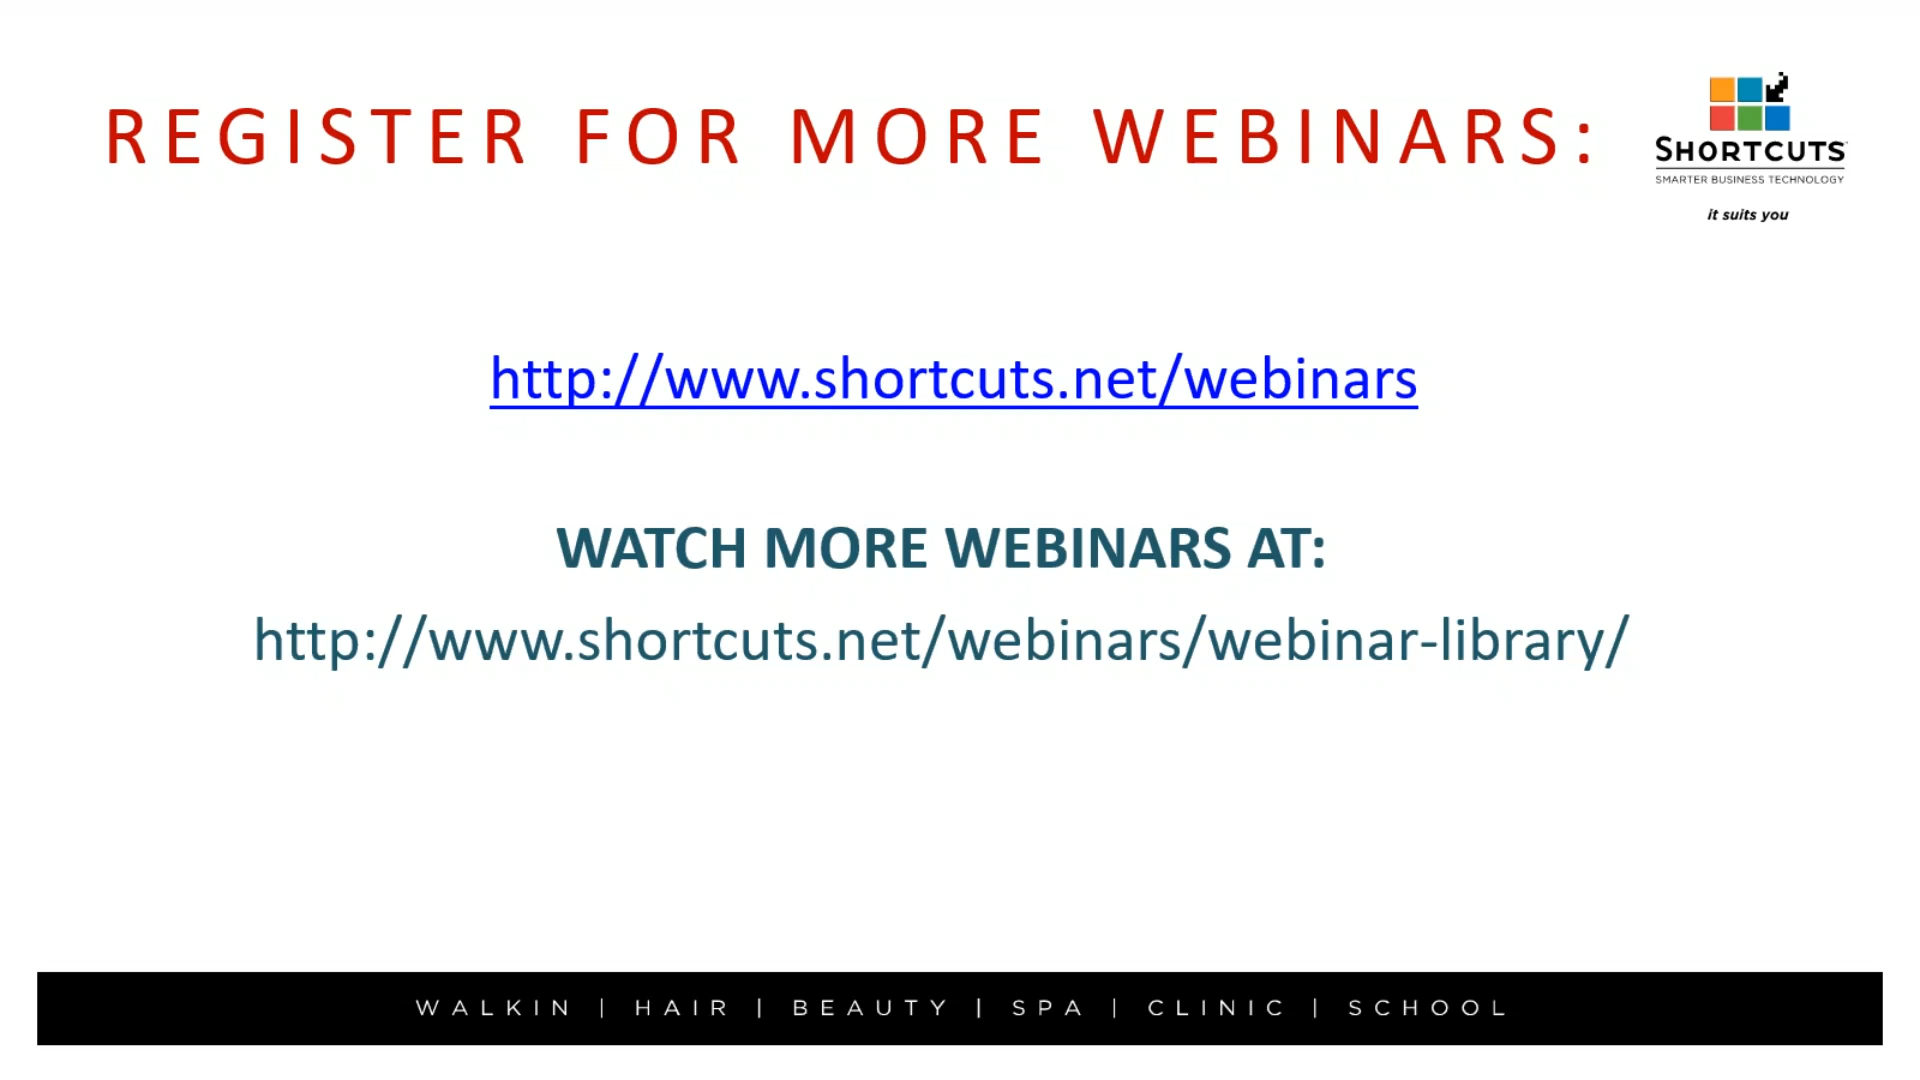 REGISTER FOR MORE WEBINARS:
SHORTCUTS
SMARTER BUSINESS TECHNOLOGY
it suits you
http://www.shortcuts.net/webinars
WATCH MORE WEBINARS AT:
http://www.shortcuts.net/webinars/webinar-library/
WALKIN | HAIR | BEAUTY | SPA | CLINIC | SCHOOL